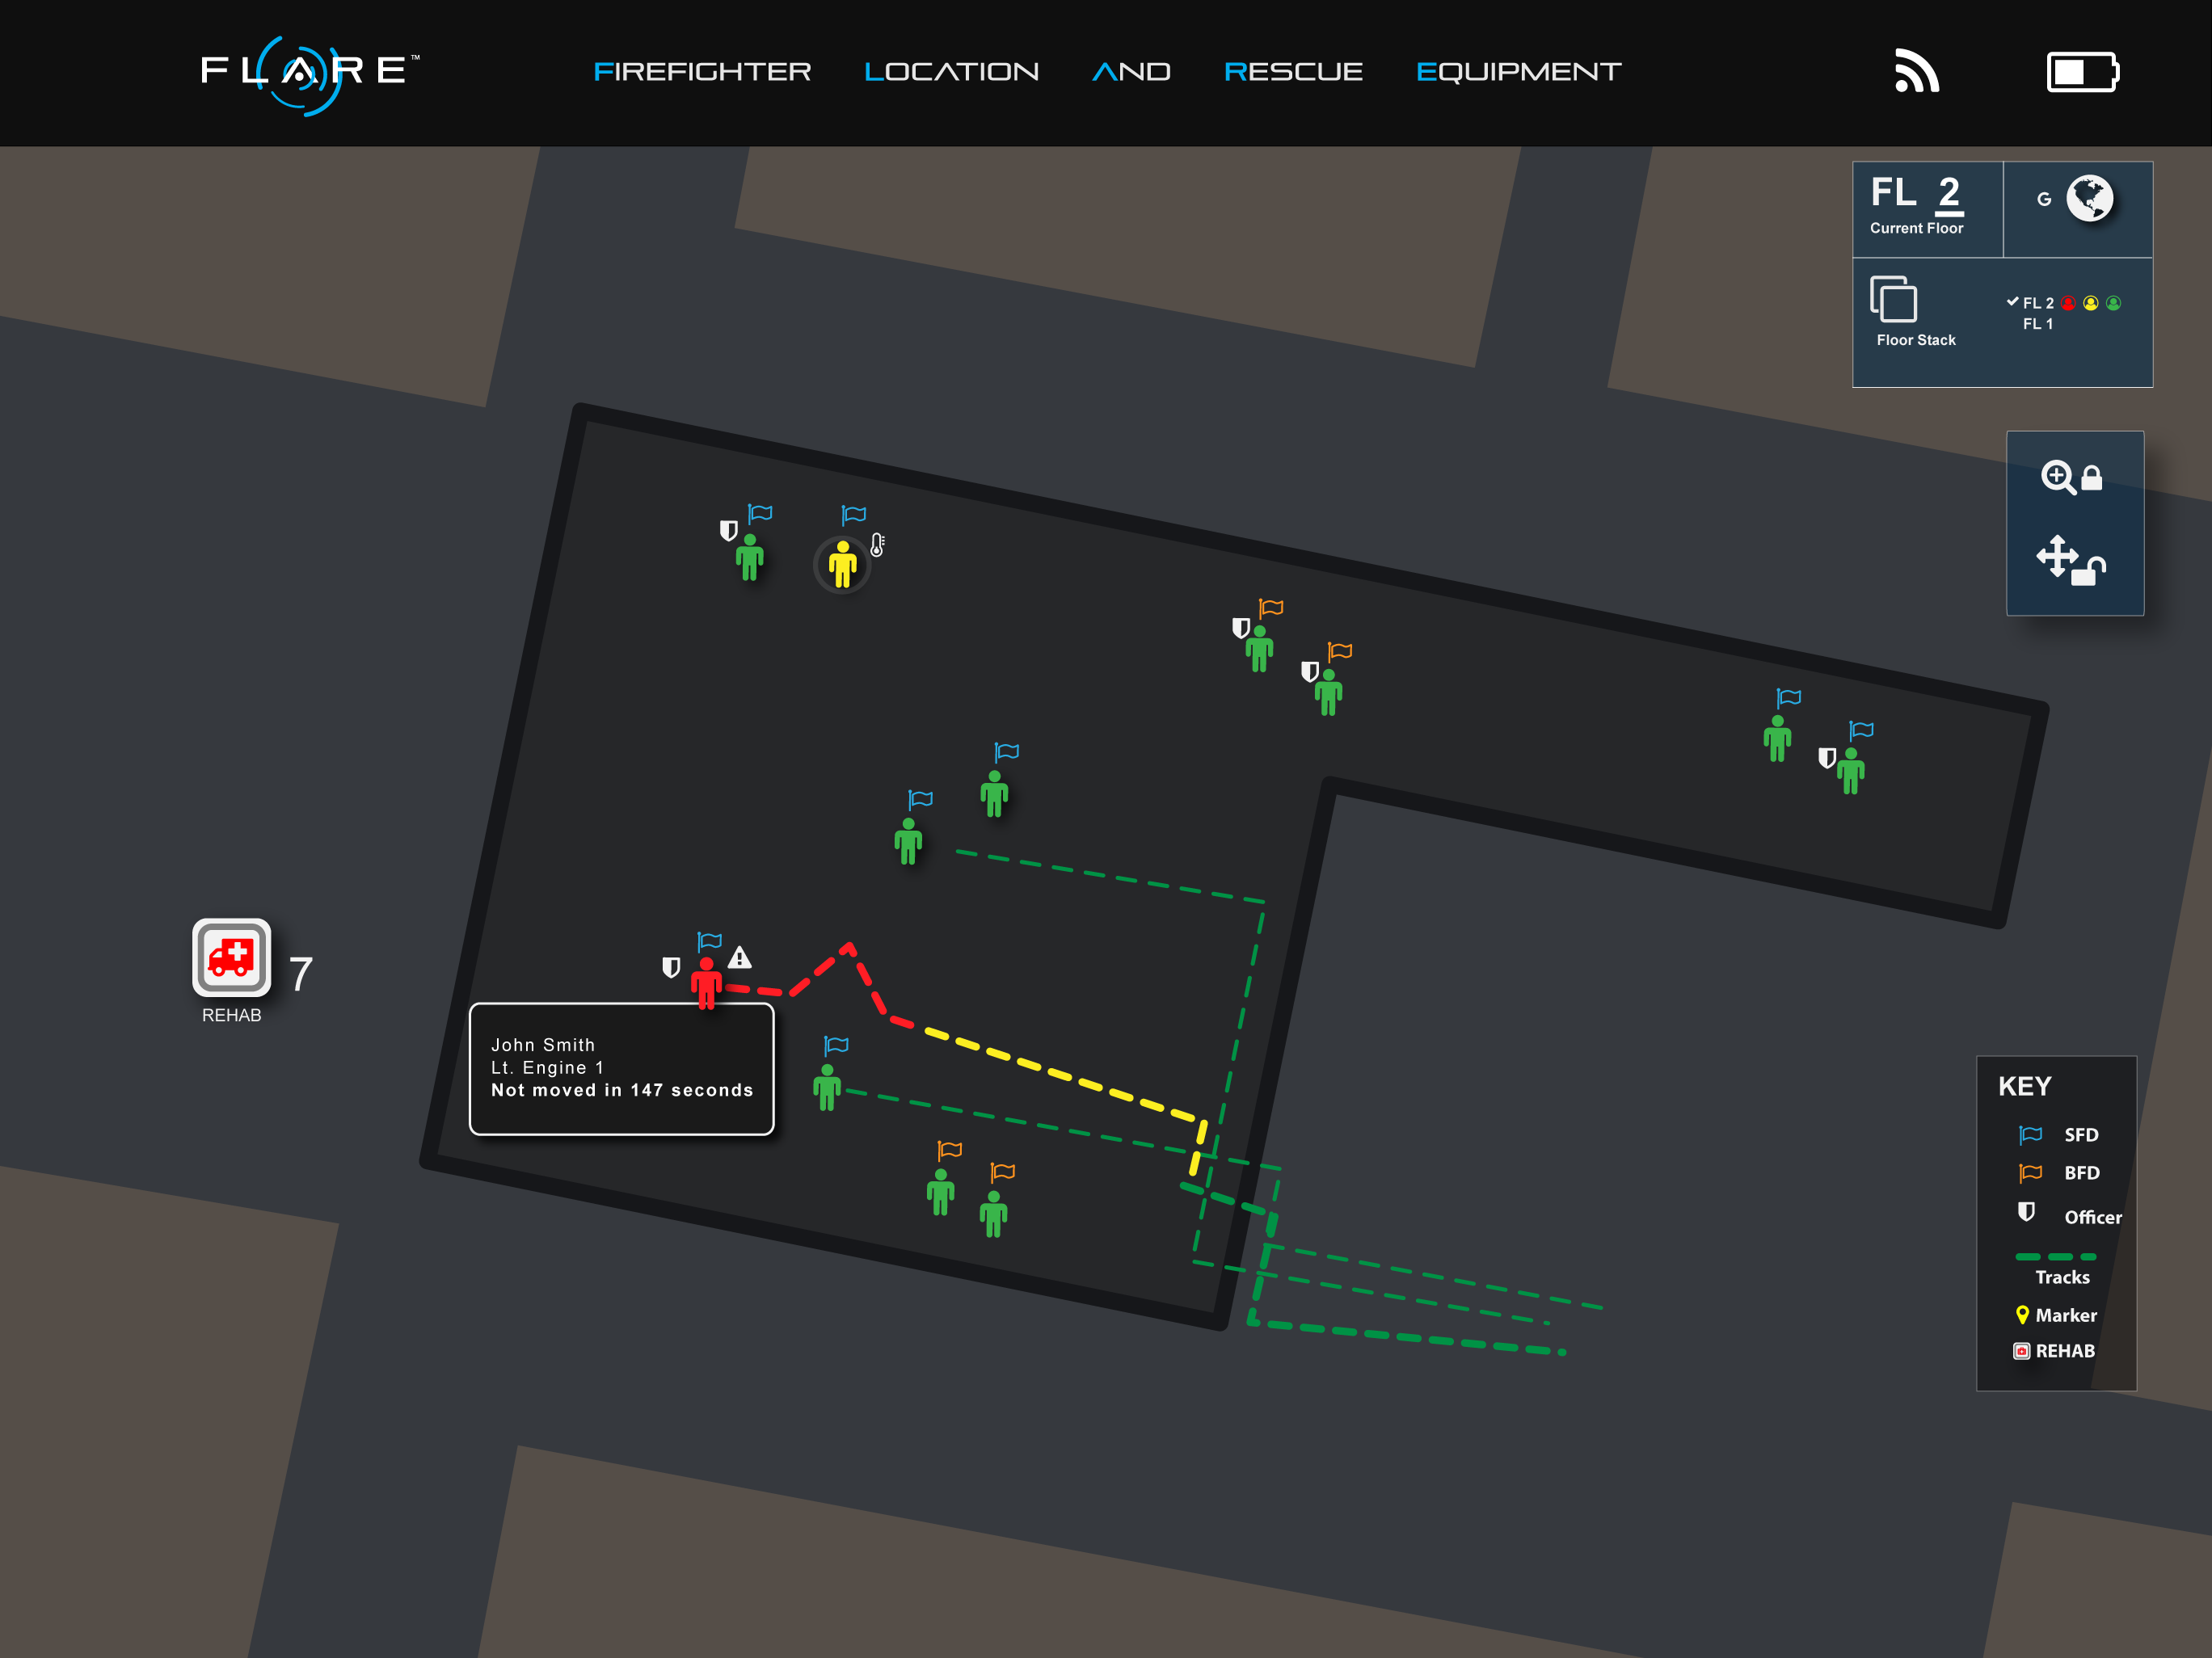 FLARE™
FIREFIGHTER LOCATION AND RESCUE EQUIPMENT
FL 2
Current Floor
G
Floor Stack
FL 2
FL 1
7
REHAB
John Smith
Lt. Engine 1
Not moved in 147 seconds
KEY
SFD
BFD
Officer
Tracks
Marker
REHAB